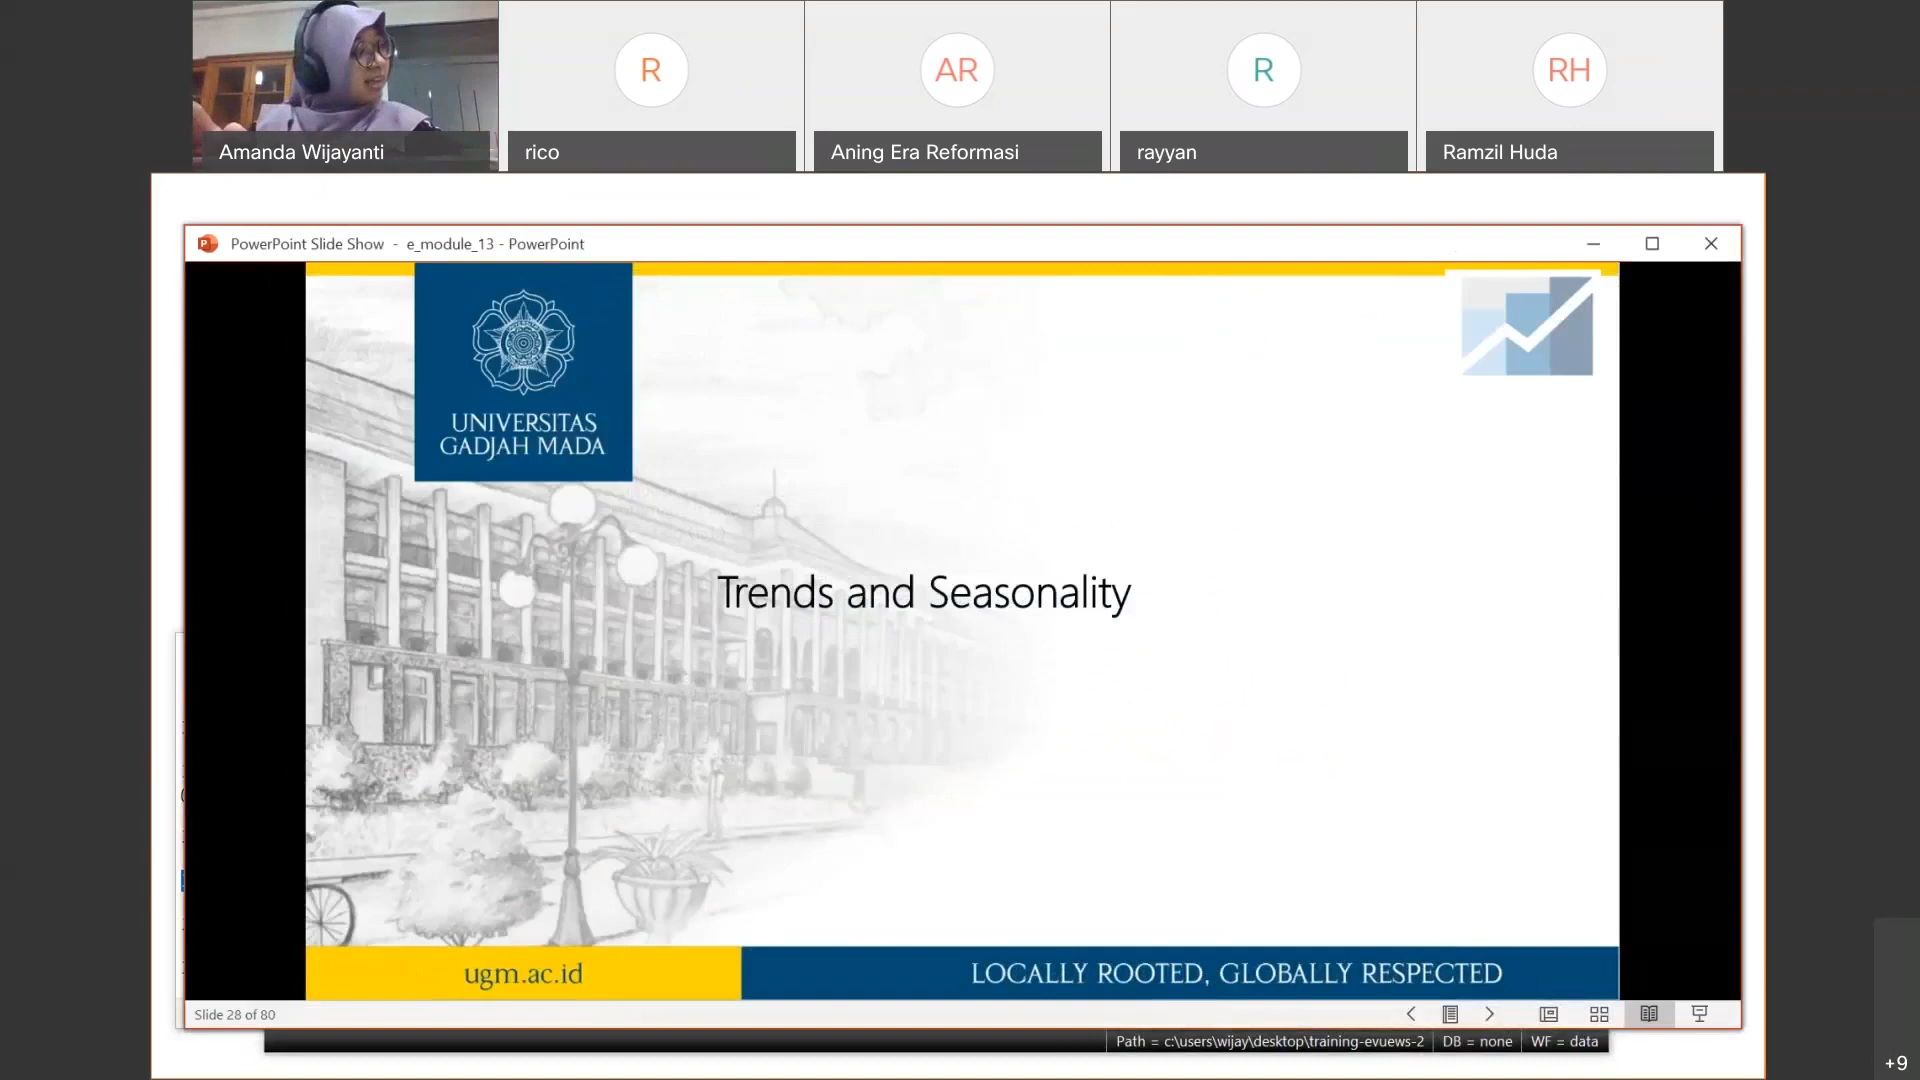 R
AR
R
RH
Amanda Wijayanti
rico
Aning Era Reformasi
rayyan
Ramzil Huda
PowerPoint Slide Show - e_module_13 - PowerPoint
UNIVERSITAS
GADJAH MADA
Trends and Seasonality
ugm.ac.id
LOCALLY ROOTED, GLOBALLY RESPECTED
Slide 28 of 80
Path = c:\users\wijay\desktop\training-evuews-2
DB = none
WF = data
+9